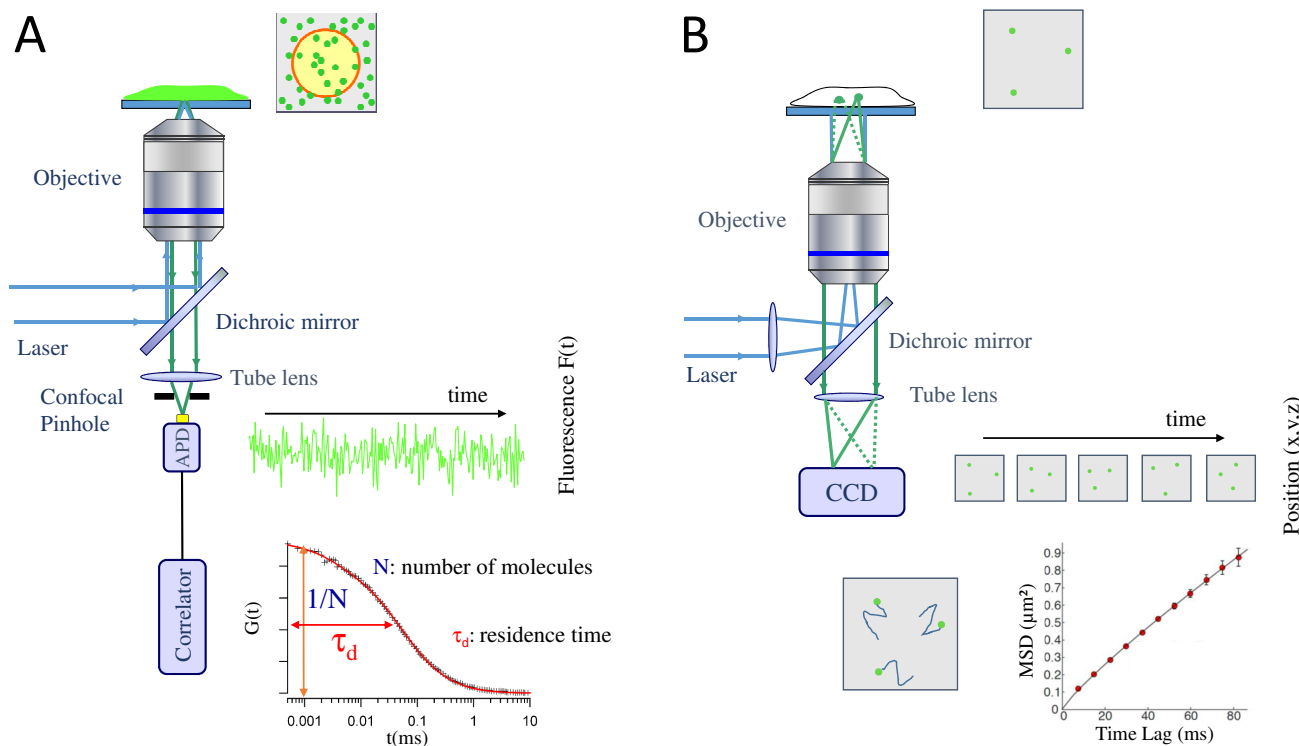 A
Objective
Dichroic mirror
Laser
Tube lens
Confocal
Pinhole
APD
Correlator
time
Fluorescence F(t)
N: number of molecules
1/N
τd
τd: residence time
G(t)
0.001
0.01
0.1
1
10
t(ms)
B
Objective
Dichroic mirror
Laser
Tube lens
CCD
time
Position (x,y,z)
MSD (μm²)
0.9
0.8
0.7
0.6
0.5
0.4
0.3
0.2
0.1
0
0
20
40
60
80
Time Lag (ms)